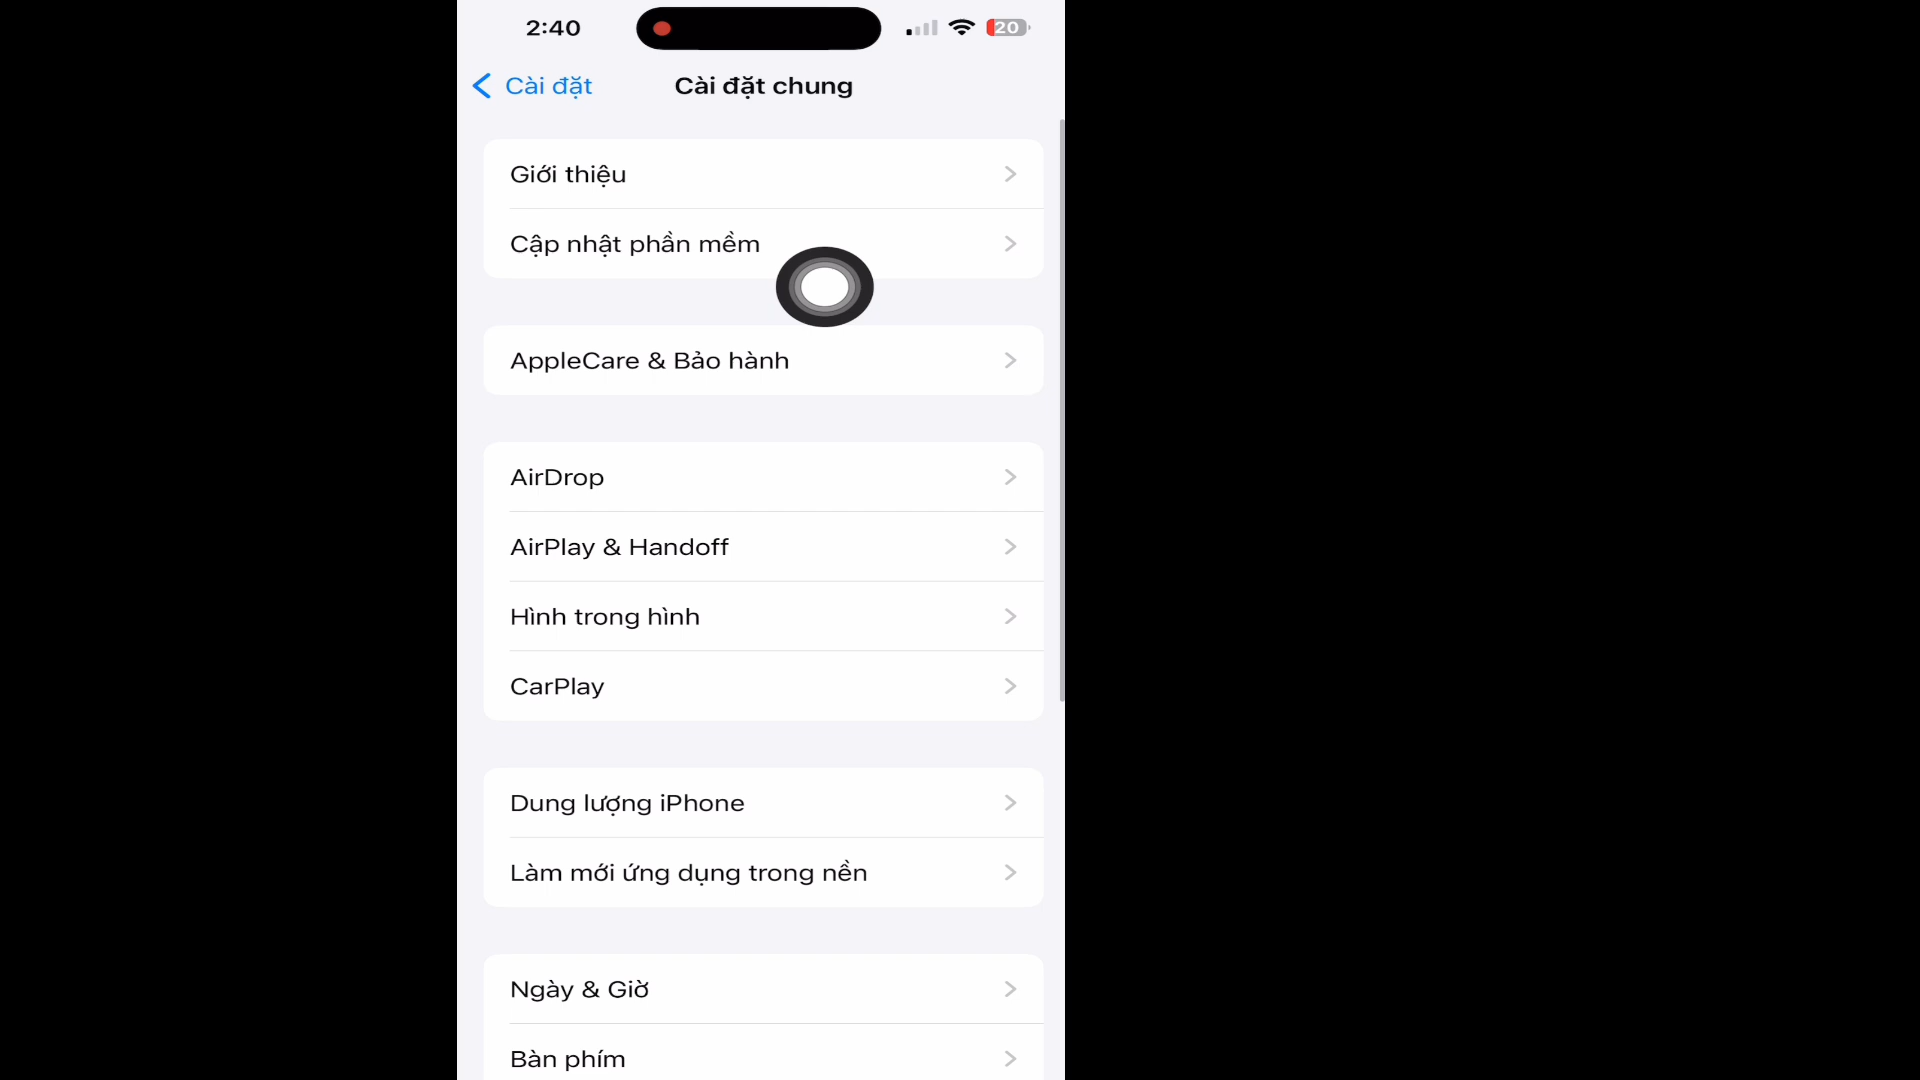 2:40
20
Cài đặt
Cài đặt chung
Giới thiệu
Cập nhật phần mềm
AppleCare & Bảo hành
AirDrop
AirPlay & Handoff
Hình trong hình
CarPlay
Dung lượng iPhone
Làm mới ứng dụng trong nền
Ngày & Giờ
Bàn phím